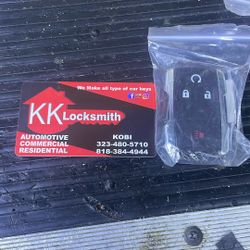 We Make all type of car keys
KK Locksmith
AUTOMOTIVE
COMMERCIAL
RESIDENTIAL
KOBI
323-480-5710
818-384-4944